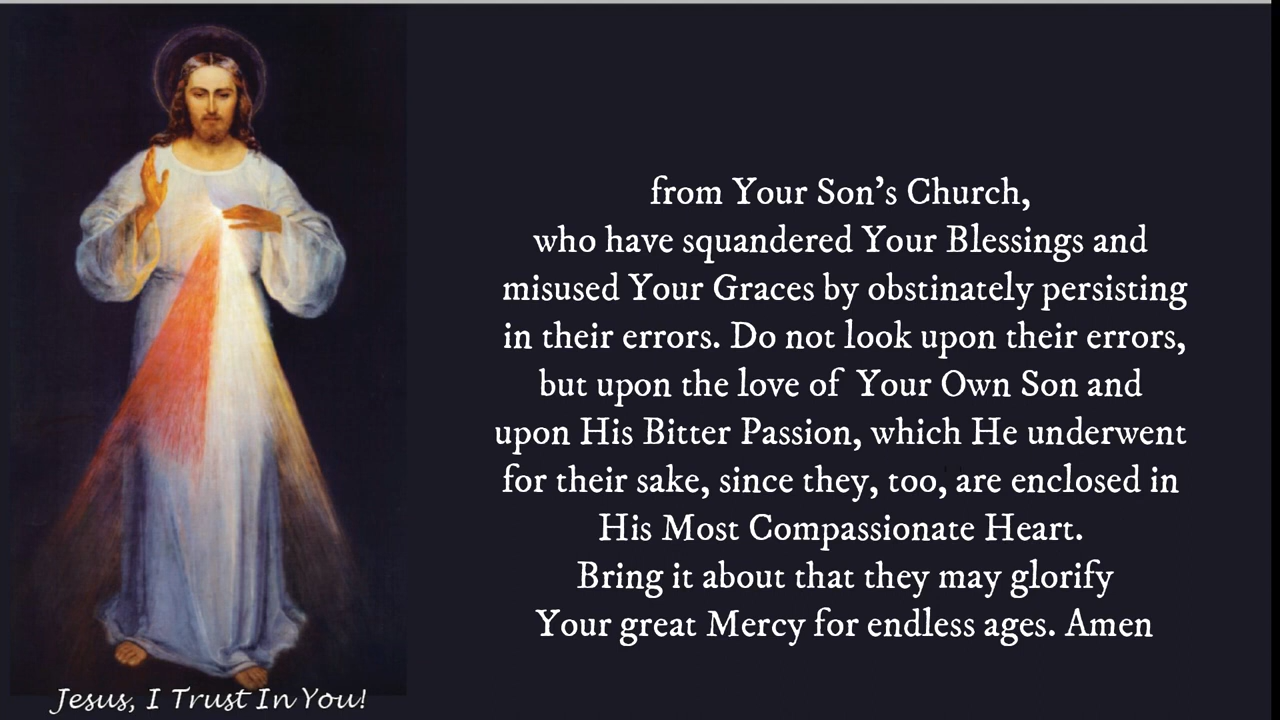 from Your Son's Church,
who have squandered Your Blessings and
misused Your Graces by obstinately persisting
in their errors. Do not look upon their errors,
but upon the love of Your Own Son and
upon His Bitter Passion, which He underwent
for their sake, since they, too, are enclosed in
His Most Compassionate Heart.
Bring it about that they may glorify
Your great Mercy for endless ages. Amen
Jesus, I Trust In You!